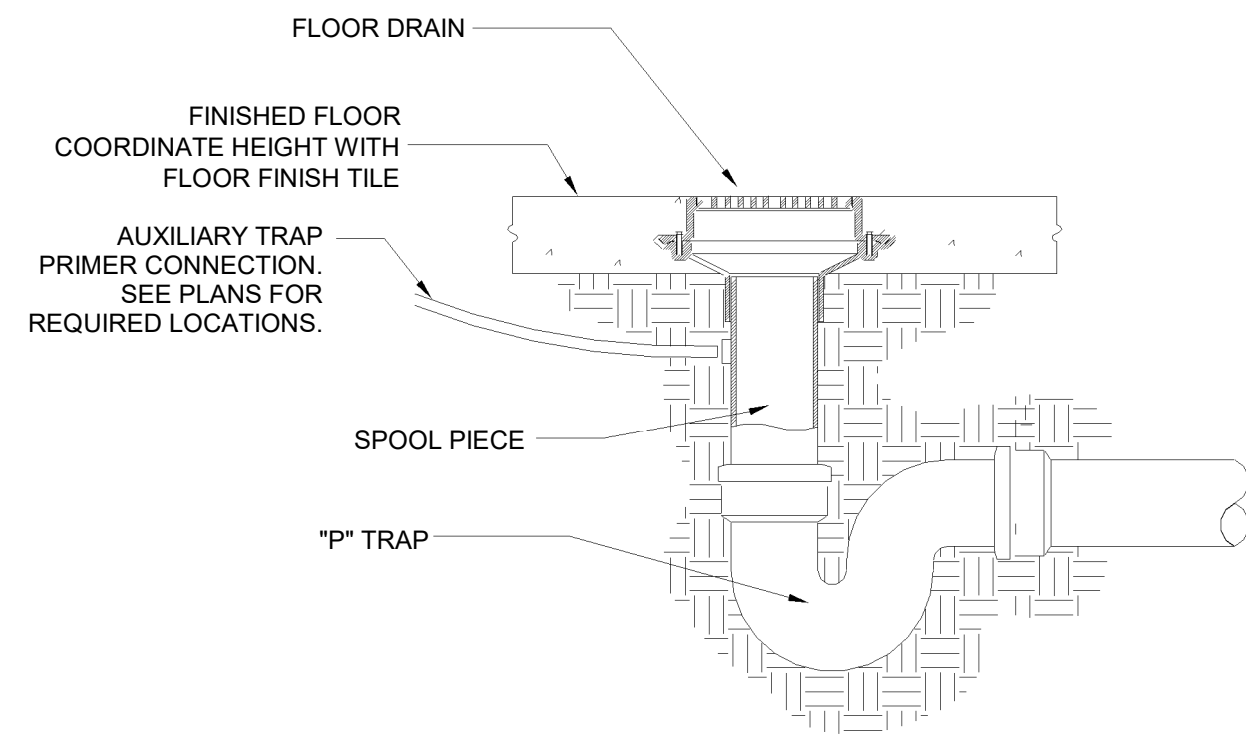 FLOOR DRAIN
FINISHED FLOOR
COORDINATE HEIGHT WITH
FLOOR FINISH TILE
AUXILIARY TRAP
PRIMER CONNECTION.
SEE PLANS FOR
REQUIRED LOCATIONS.
SPOOL PIECE
"P" TRAP